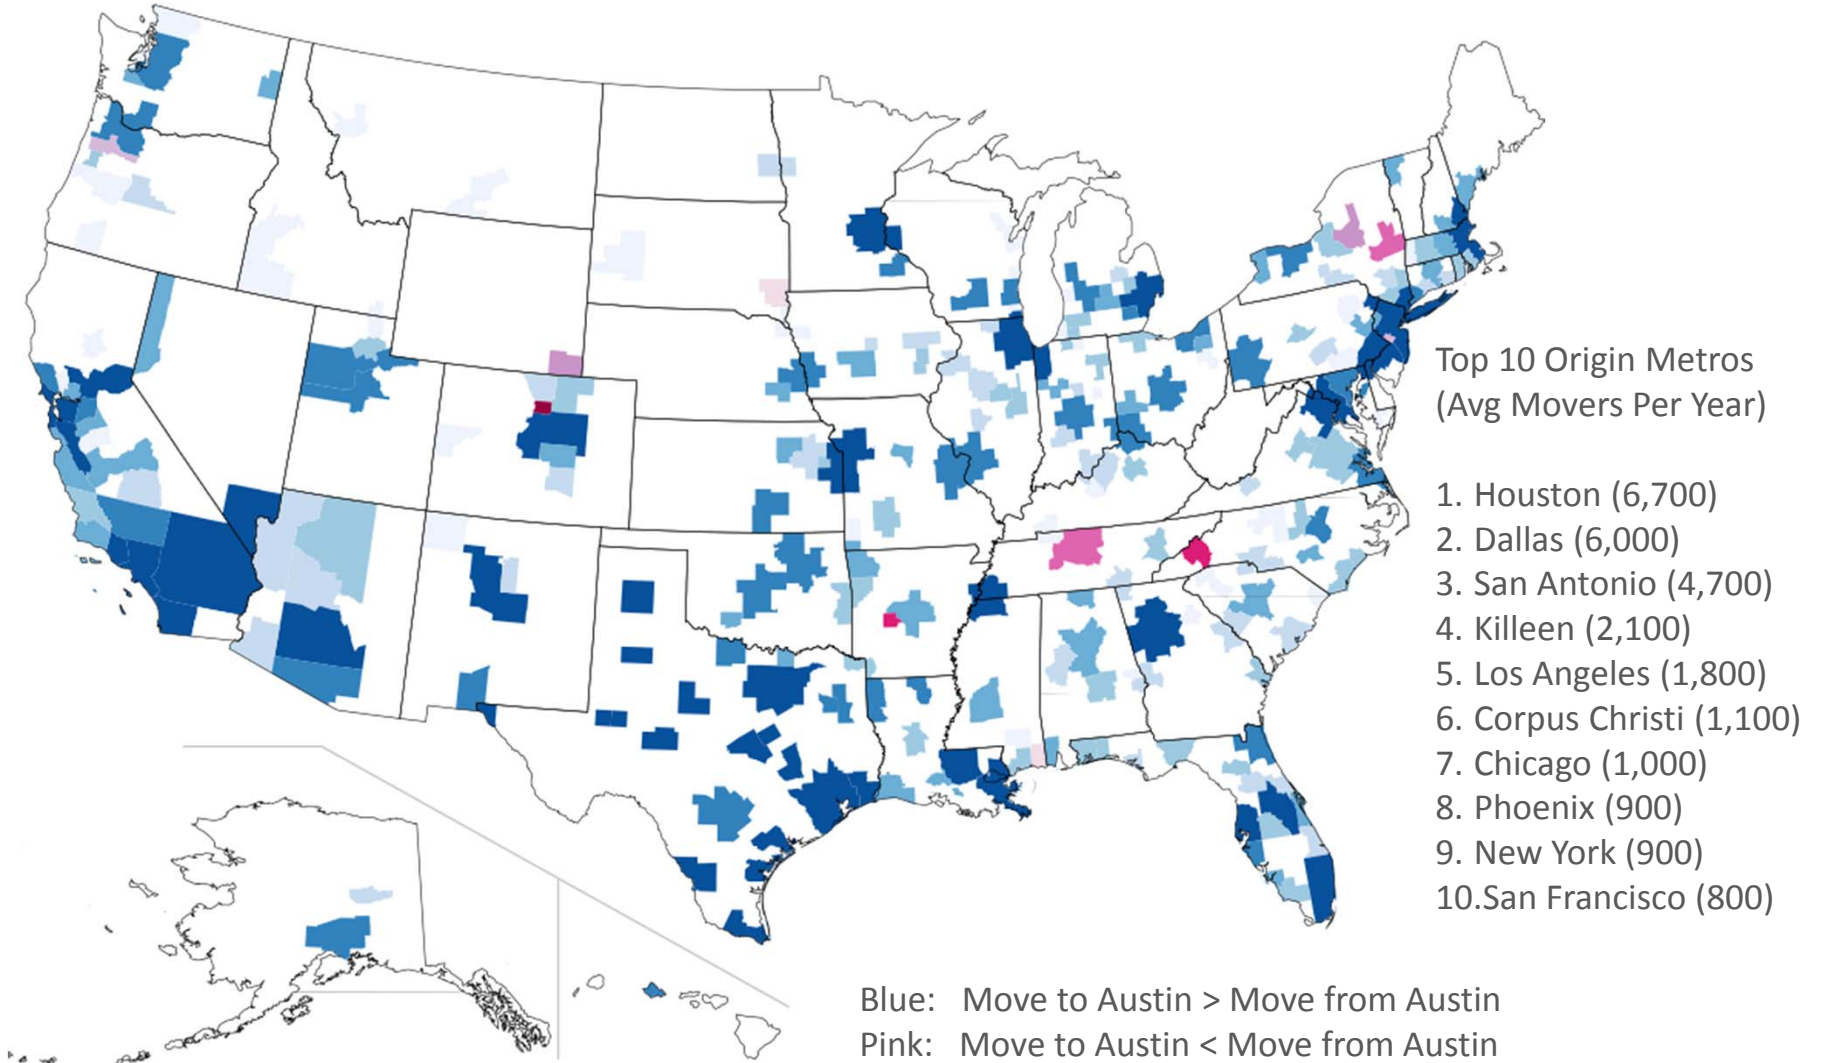 Top 10 Origin Metros
(Avg Movers Per Year)
1. Houston (6,700)
2. Dallas (6,000)
3. San Antonio (4,700)
4. Killeen (2,100)
5. Los Angeles (1,800)
6. Corpus Christi (1,100)
7. Chicago (1,000)
8. Phoenix (900)
9. New York (900)
10.San Francisco (800)
Blue: Move to Austin > Move from Austin
Pink: Move to Austin < Move from Austin